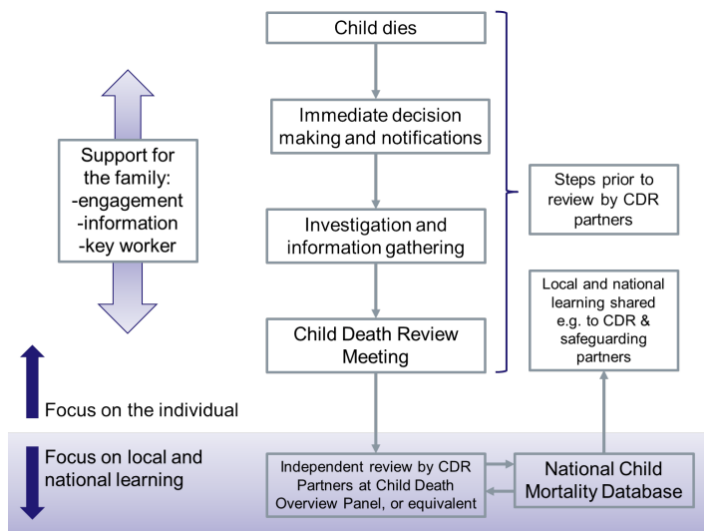 Child dies
Immediate decision
making and notifications
Support for
the family:
-engagement
-information
-key worker
Investigation and
information gathering
Steps prior to
review by CDR
partners
Child Death Review
Meeting
Local and national
learning shared
e.g. to CDR &
safeguarding
partners
Focus on the individual
Focus on local and
national learning
Independent review by CDR
Partners at Child Death
Overview Panel, or equivalent
National Child
Mortality Database